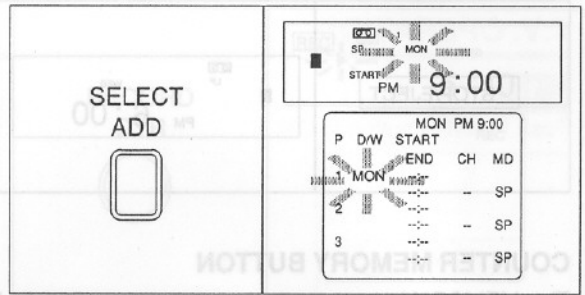 SELECT
ADD
1
SP MON
START
PM 9:00
MON PM 9:00
P D/W START
END CH MD
1 MON --:--
--:-- -- SP
2 --:--
--:-- -- SP
3 --:--
--:-- -- SP
COUNTER MEMORY BUTTON